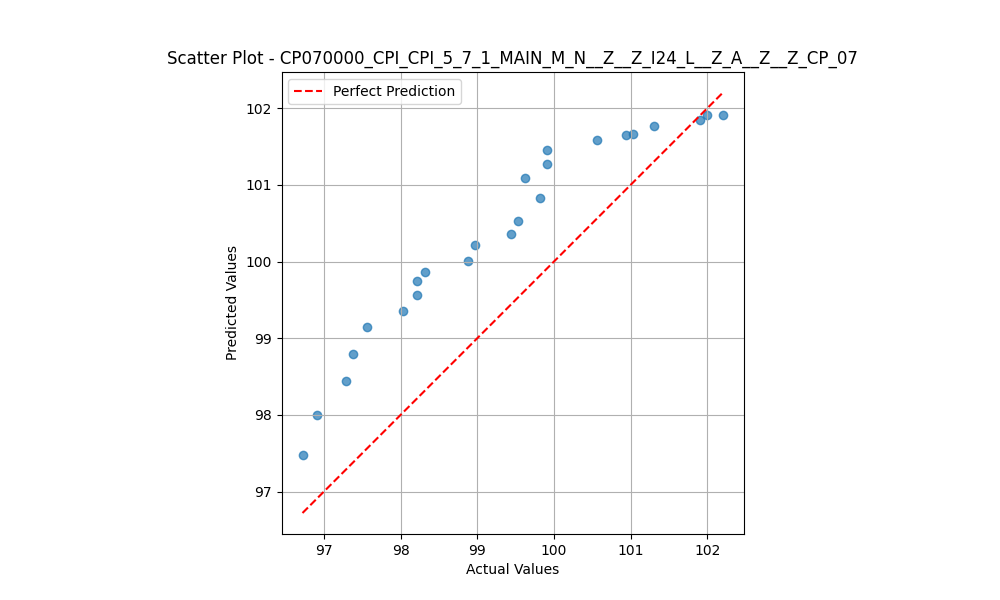 Scatter Plot - CP070000_CPI_CPI_5_7_1_MAIN_M_N__Z__Z_I24_L__Z_A__Z__Z_CP_07
Perfect Prediction
102
101
100
99
98
97
Predicted Values
97 98 99 100 101 102
Actual Values